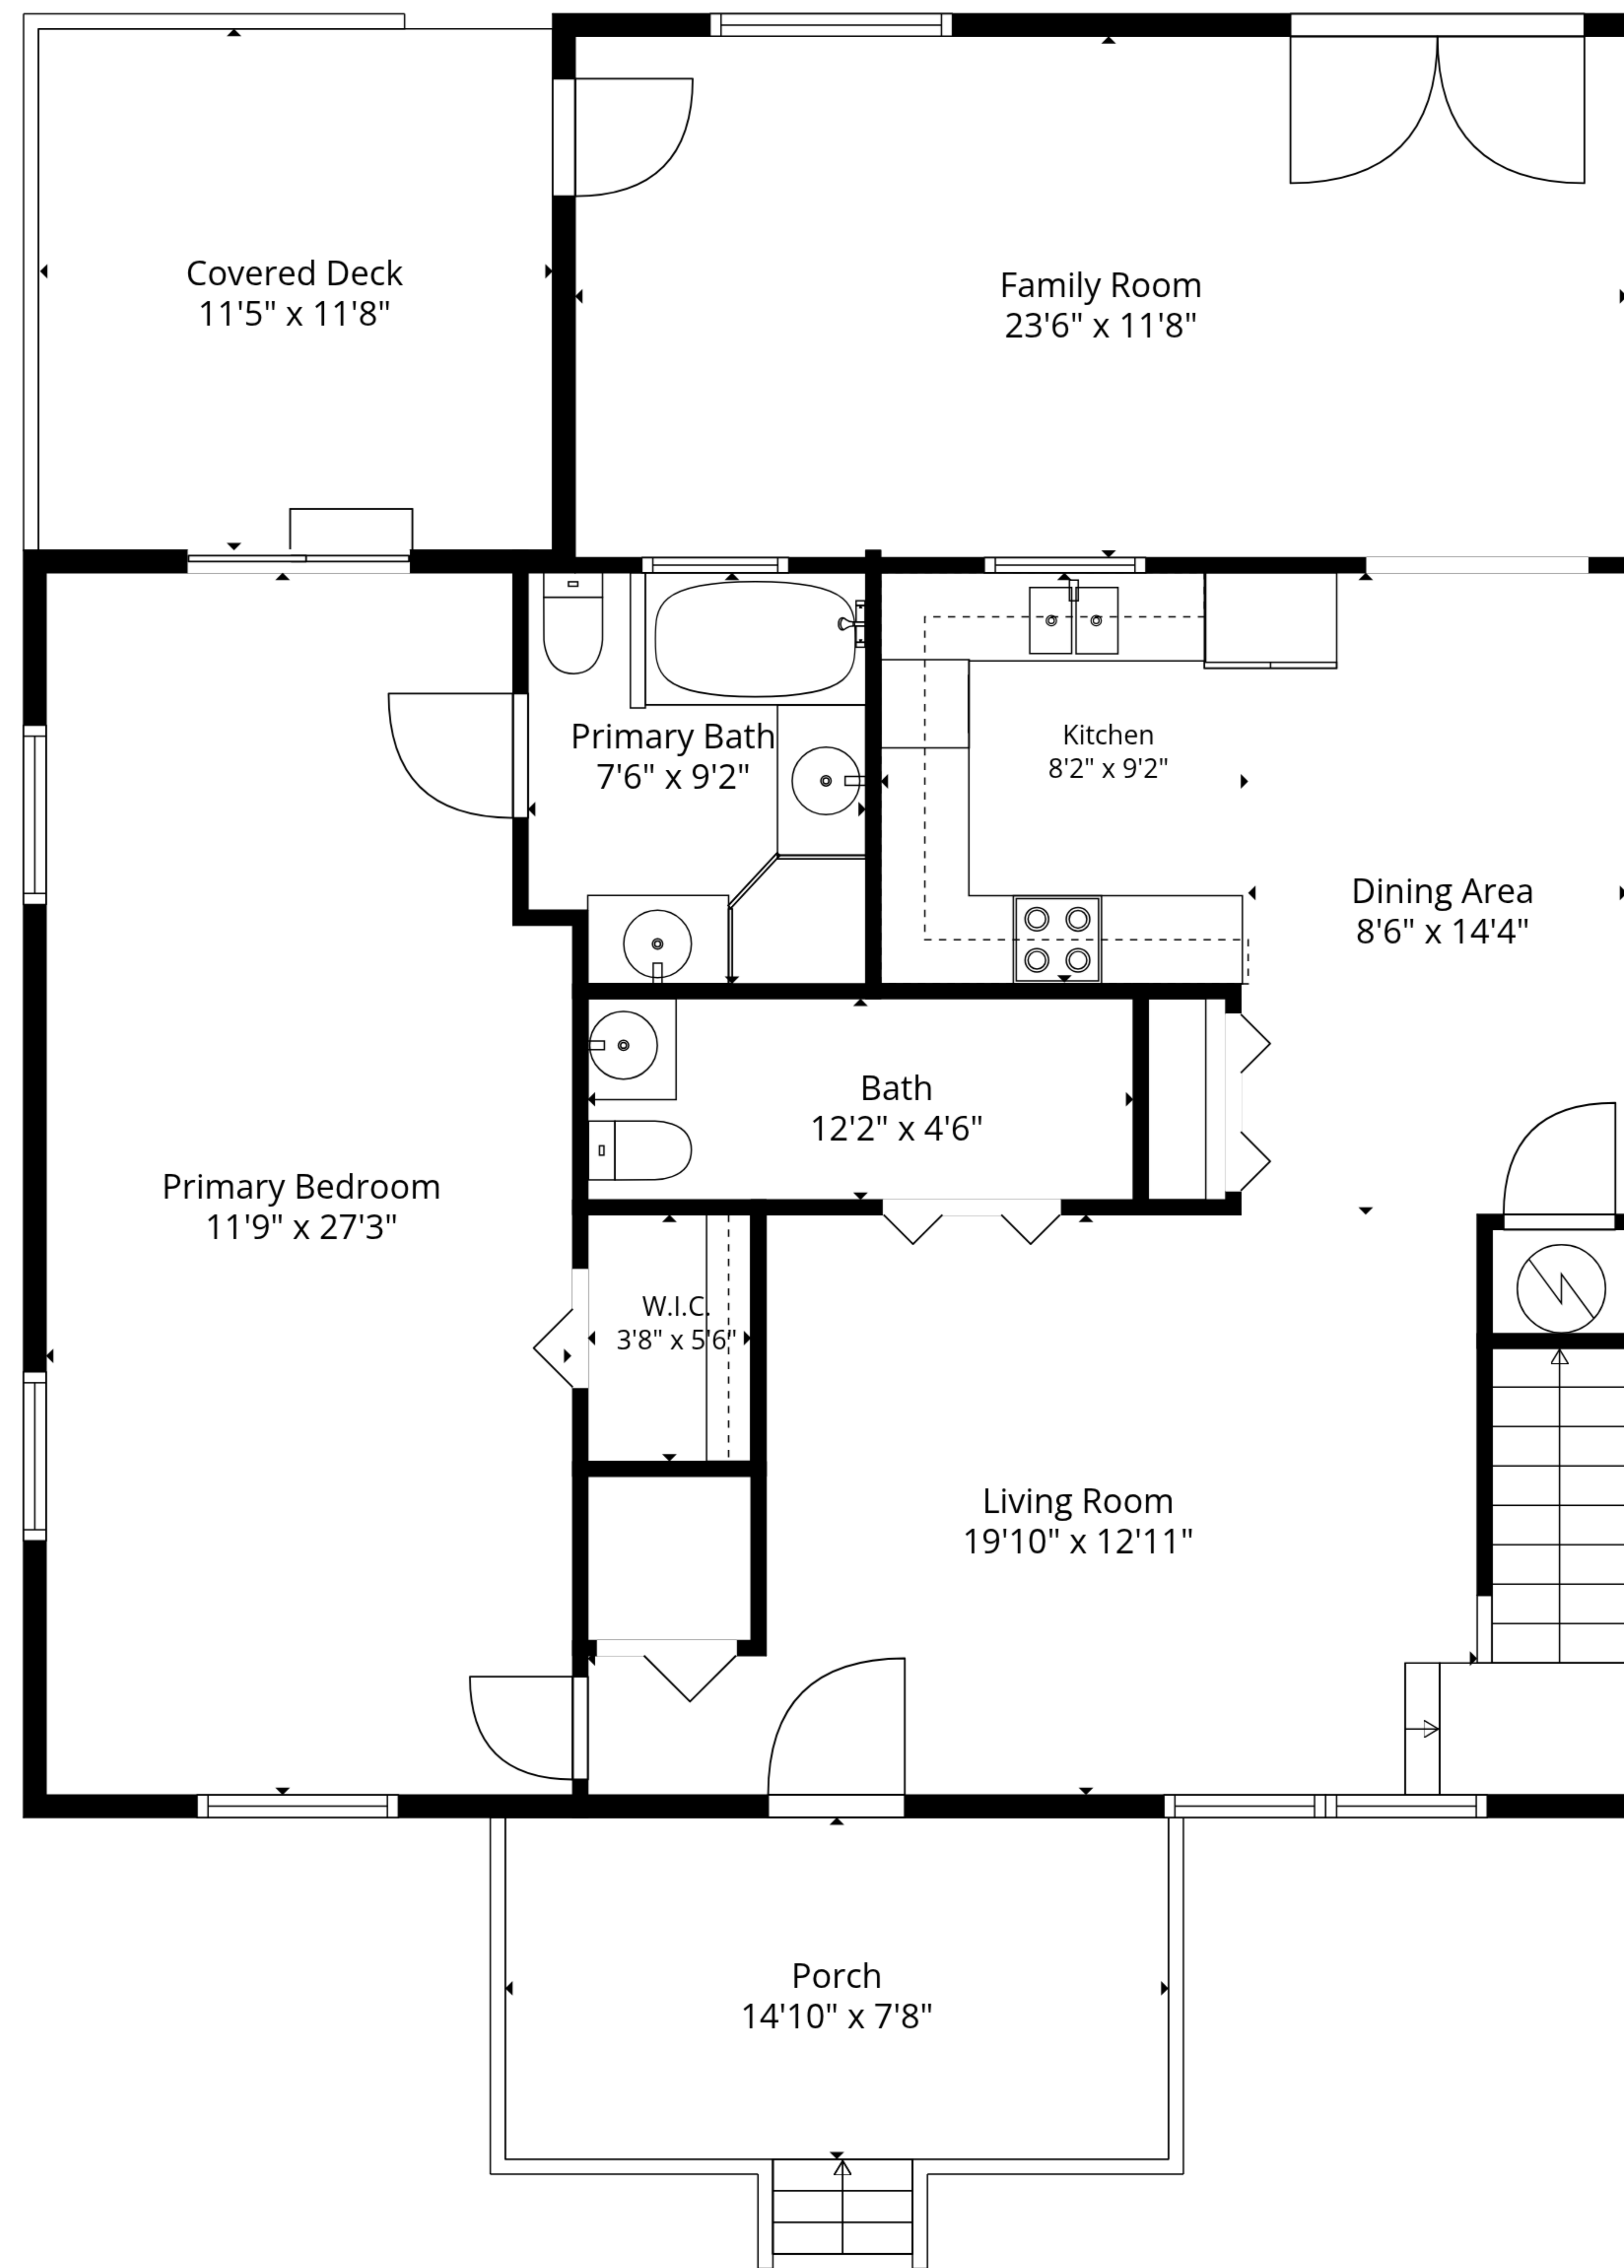 Covered Deck
11'5" x 11'8"
Family Room
23'6" x 11'8"
Primary Bath
7'6" x 9'2"
Kitchen
8'2" x 9'2"
Dining Area
8'6" x 14'4"
Bath
12'2" x 4'6"
Primary Bedroom
11'9" x 27'3"
W.I.C.
3'8" x 5'6"
Living Room
19'10" x 12'11"
Porch
14'10" x 7'8"